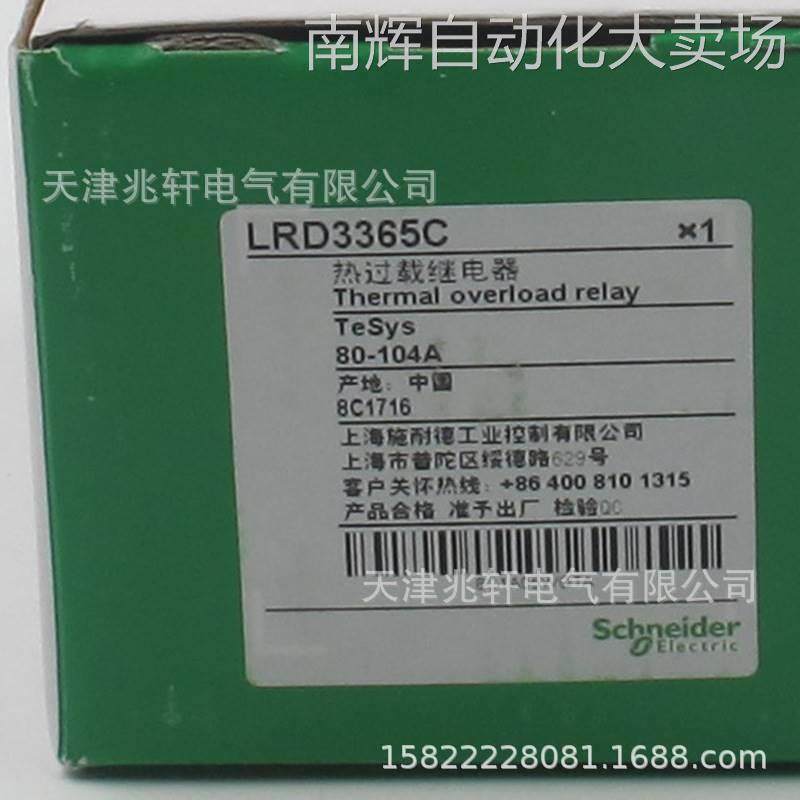 南辉自动化大卖场
天津兆轩电气有限公司
LRD3365C ×1
热过载继电器
Thermal overload relay
TeSys
80-104A
产地: 中国
8C1716
上海施耐德工业控制有限公司
上海市普陀区绥德路629号
客户关怀热线: +86 400 810 1315
产品合格 准予出厂 检验QC
天津兆轩电气有限公司
Schneider
Electric
15822228081.1688.com